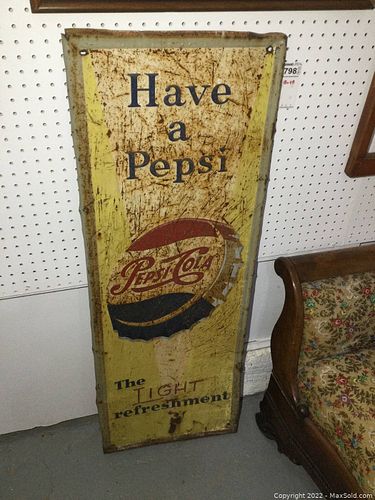 Have
a
Pepsi
PEPSI-COLA
The
LIGHT
refreshment
798
Copyright 2022 - MaxSold.com